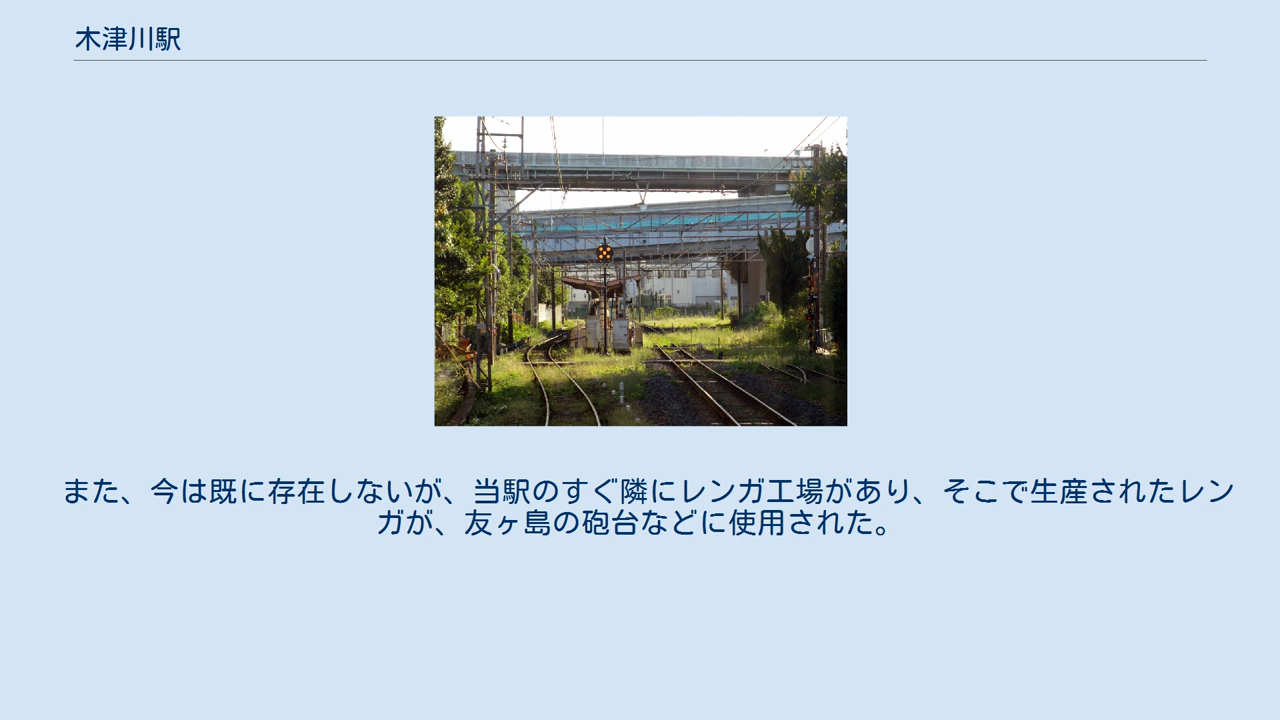 木津川駅
また、今は既に存在しないが、当駅のすぐ隣にレンガ工場があり、そこで生産されたレン
ガが、友ヶ島の砲台などに使用された。